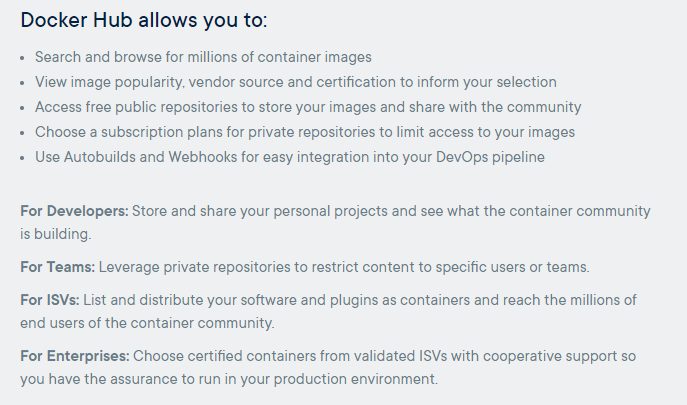 Docker Hub allows you to:
• Search and browse for millions of container images
• View image popularity, vendor source and certification to inform your selection
• Access free public repositories to store your images and share with the community
• Choose a subscription plans for private repositories to limit access to your images
• Use Autobuilds and Webhooks for easy integration into your DevOps pipeline
For Developers: Store and share your personal projects and see what the container community
is building.
For Teams: Leverage private repositories to restrict content to specific users or teams.
For ISVs: List and distribute your software and plugins as containers and reach the millions of
end users of the container community.
For Enterprises: Choose certified containers from validated ISVs with cooperative support so
you have the assurance to run in your production environment.